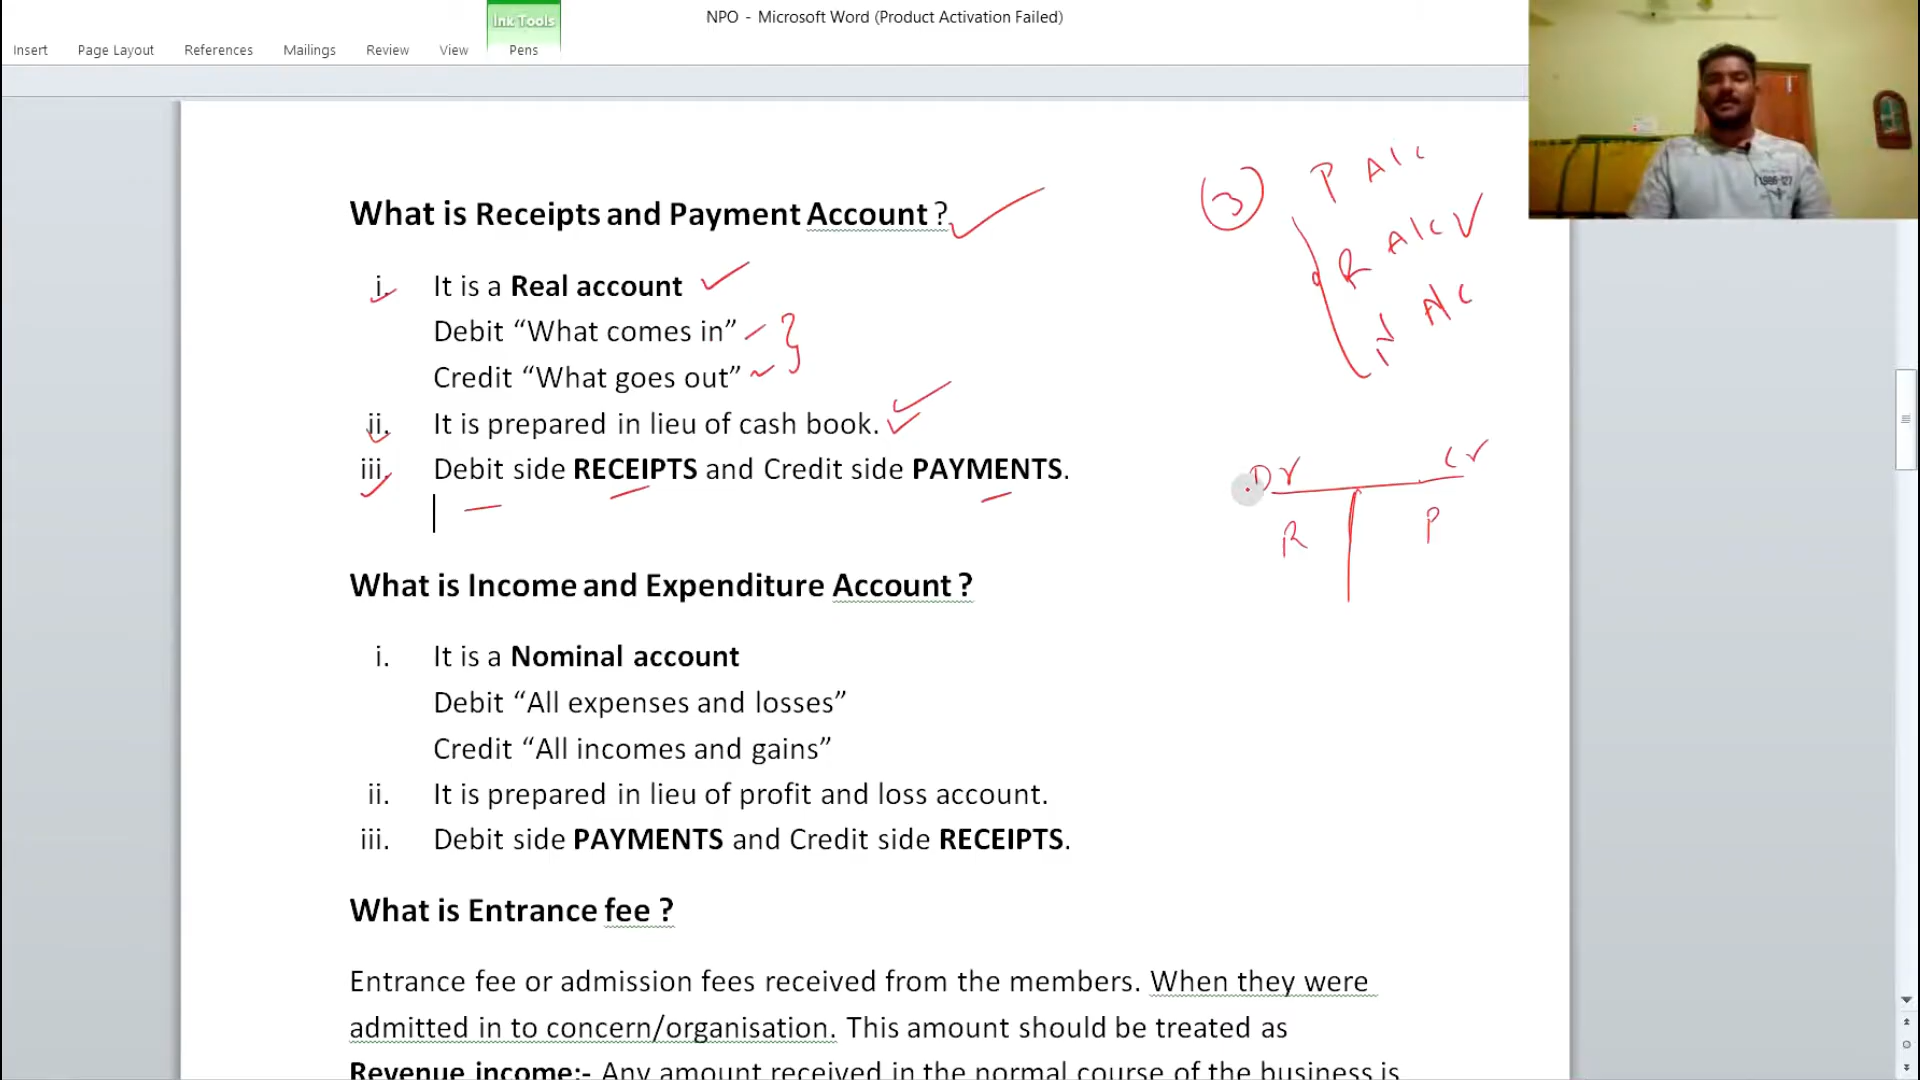 Ink Tools
NPO - Microsoft Word (Product Activation Failed)
Insert Page Layout References Mailings Review View Pens
What is Receipts and Payment Account ?
i. It is a Real account
Debit “What comes in”
Credit “What goes out”
ii. It is prepared in lieu of cash book.
iii. Debit side RECEIPTS and Credit side PAYMENTS.
3
P A/c
R A/c
N A/c
Dr Cr
R P
What is Income and Expenditure Account ?
i. It is a Nominal account
Debit “All expenses and losses”
Credit “All incomes and gains”
ii. It is prepared in lieu of profit and loss account.
iii. Debit side PAYMENTS and Credit side RECEIPTS.
What is Entrance fee ?
Entrance fee or admission fees received from the members. When they were
admitted in to concern/organisation. This amount should be treated as
Revenue income:- Any amount received in the normal course of the business is